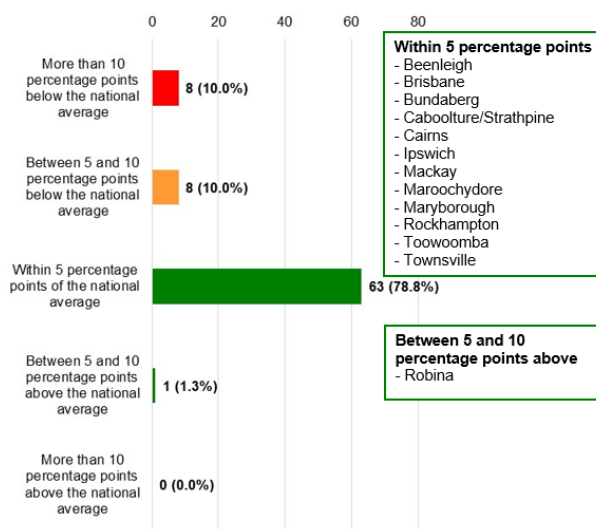 0 20 40 60 80
More than 10
percentage points
below the national
average
8 (10.0%)
Between 5 and 10
percentage points
below the national
average
8 (10.0%)
Within 5 percentage
points of the national
average
63 (78.8%)
Between 5 and 10
percentage points
above the national
average
1 (1.3%)
More than 10
percentage points
above the national
average
0 (0.0%)
Within 5 percentage points
- Beenleigh
- Brisbane
- Bundaberg
- Caboolture/Strathpine
- Cairns
- Ipswich
- Mackay
- Maroochydore
- Maryborough
- Rockhampton
- Toowoomba
- Townsville
Between 5 and 10
percentage points above
- Robina